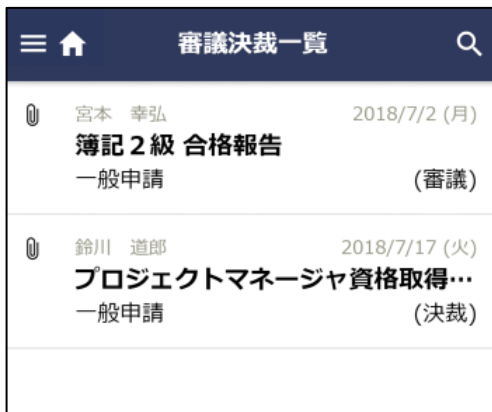 審議決裁一覧
宮本　幸弘 2018/7/2 (月)
簿記２級 合格報告
一般申請 (審議)
鈴川　道郎 2018/7/17 (火)
プロジェクトマネージャ資格取得…
一般申請 (決裁)